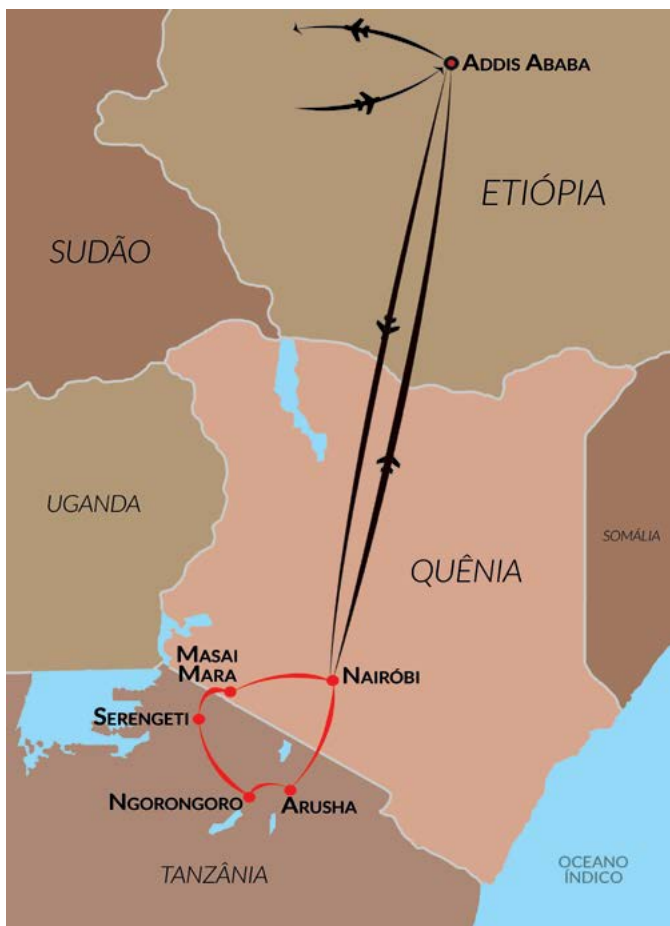 Addis Ababa
ETIÓPIA
SUDÃO
UGANDA
SOMÁLIA
QUÊNIA
Masai
Mara
Nairóbi
Serengeti
Ngorongoro
Arusha
TANZÂNIA
OCEANO
ÍNDICO